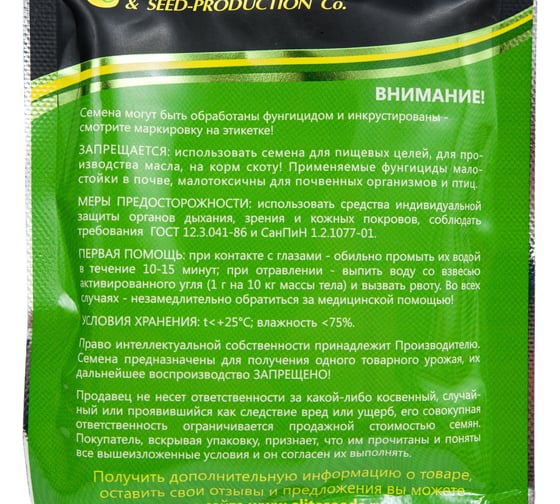 & SEED-PRODUCTION Co.
ВНИМАНИЕ!
Семена могут быть обработаны фунгицидом и инкрустированы -
смотрите маркировку на этикетке!
ЗАПРЕЩАЕТСЯ: использовать семена для пищевых целей, для про-
изводства масла, на корм скоту! Применяемые фунгициды мало-
стойки в почве, малотоксичны для почвенных организмов и птиц.
МЕРЫ ПРЕДОСТОРОЖНОСТИ: использовать средства индивидуальной
защиты органов дыхания, зрения и кожных покровов, соблюдать
требования ГОСТ 12.3.041-86 и СанПиН 1.2.1077-01.
ПЕРВАЯ ПОМОЩЬ: при контакте с глазами - обильно промыть их водой
в течение 10-15 минут; при отравлении - выпить воду со взвесью
активированного угля (1 г на 10 кг массы тела) и вызвать рвоту. Во всех
случаях - незамедлительно обратиться за медицинской помощью!
УСЛОВИЯ ХРАНЕНИЯ: t<+25°C; влажность <75%.
Право интеллектуальной собственности принадлежит Производителю.
Семена предназначены для получения одного товарного урожая, их
дальнейшее воспроизводство ЗАПРЕЩЕНО!
Продавец не несет ответственности за какой-либо косвенный, случай-
ный или проявившийся как следствие вред или ущерб, его совокупная
ответственность ограничивается продажной стоимостью семян.
Покупатель, вскрывая упаковку, признает, что им прочитаны и поняты
все вышеизложенные условия и он согласен их выполнять.
Получить дополнительную информацию о товаре,
оставить свои отзывы и предложения вы можете